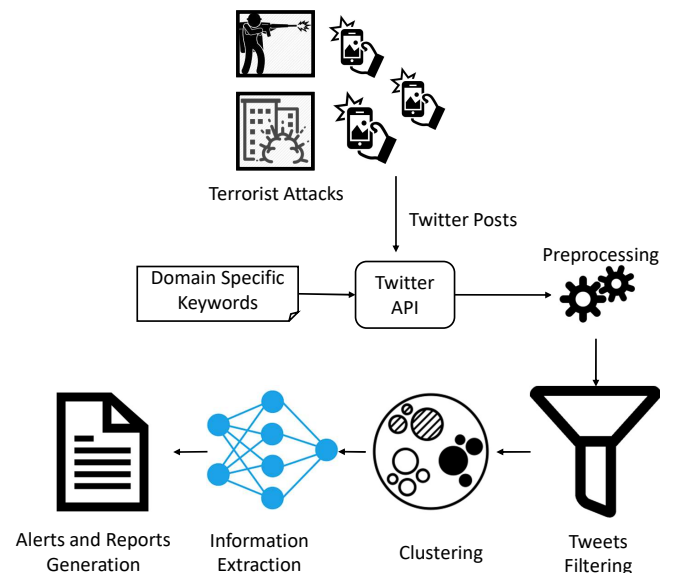 Terrorist Attacks
Twitter Posts
Preprocessing
Domain Specific
Keywords
Twitter
API
Alerts and Reports
Generation
Information
Extraction
Clustering
Tweets
Filtering